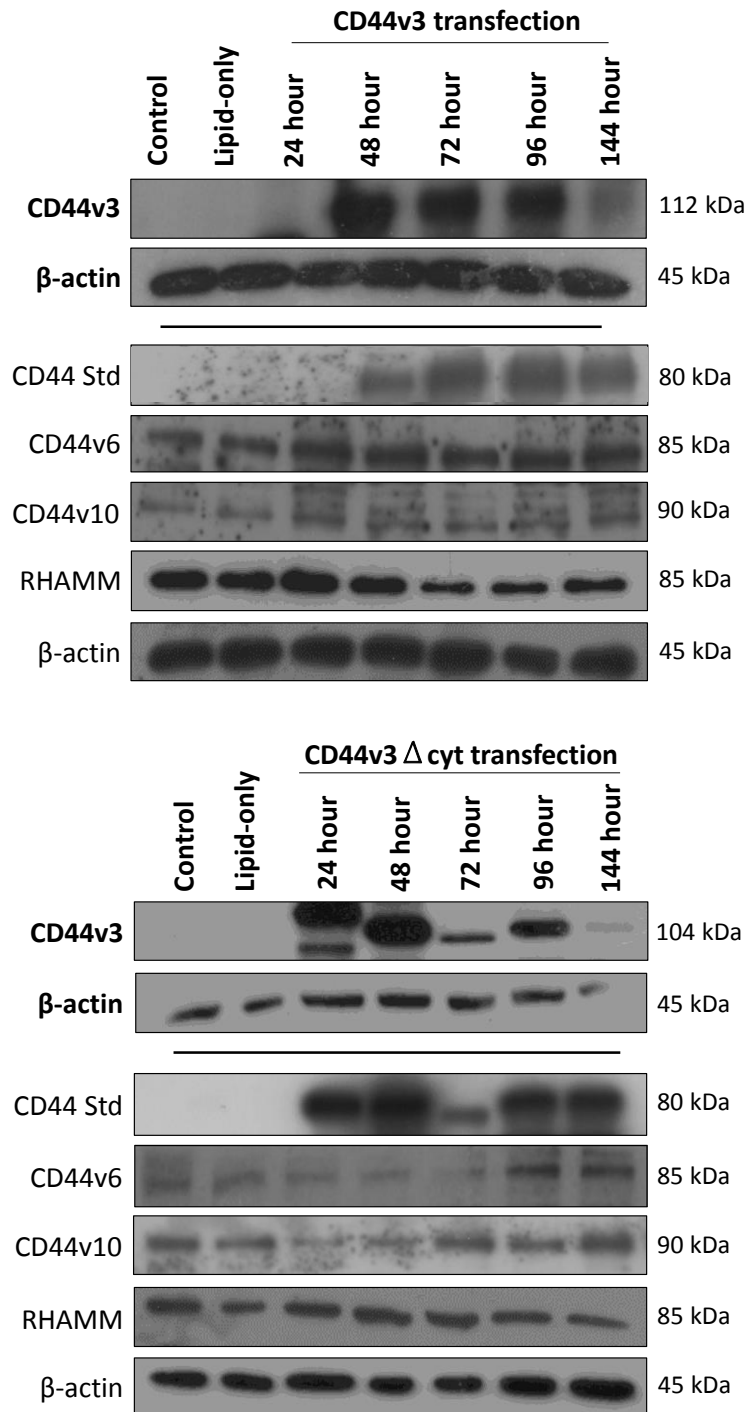 CD44v3 transfection
Control
Lipid-only
24 hour
48 hour
72 hour
96 hour
144 hour
CD44v3 112 kDa
β-actin 45 kDa
CD44 Std 80 kDa
CD44v6 85 kDa
CD44v10 90 kDa
RHAMM 85 kDa
β-actin 45 kDa
CD44v3 Δ cyt transfection
Control
Lipid-only
24 hour
48 hour
72 hour
96 hour
144 hour
CD44v3 104 kDa
β-actin 45 kDa
CD44 Std 80 kDa
CD44v6 85 kDa
CD44v10 90 kDa
RHAMM 85 kDa
β-actin 45 kDa